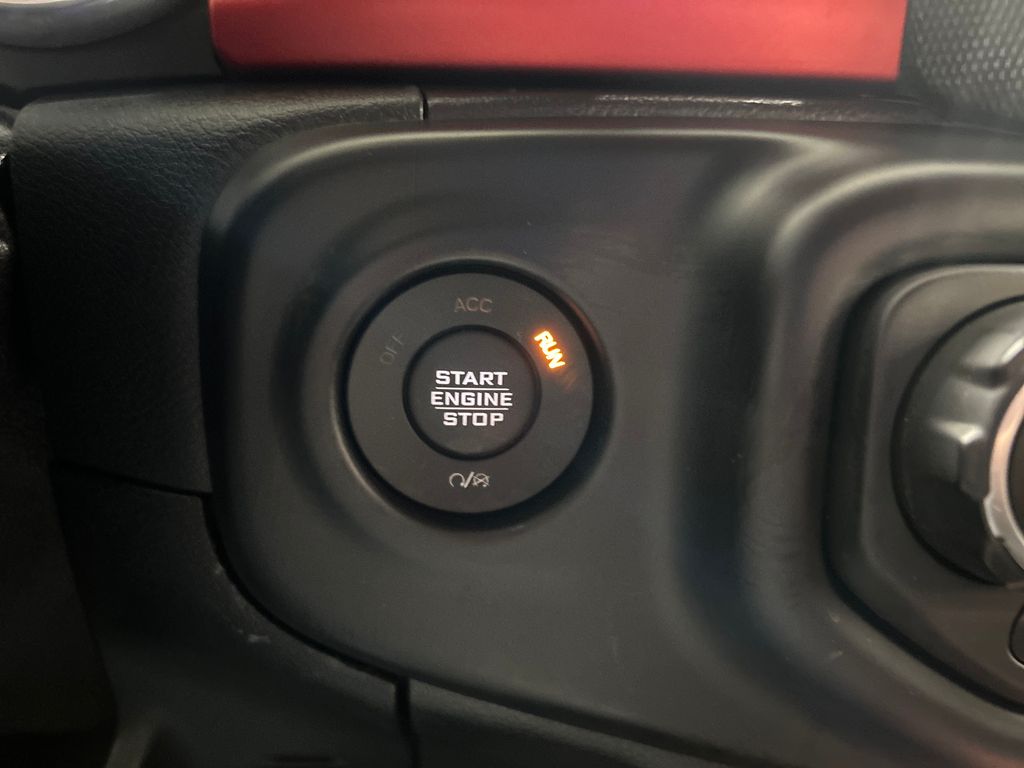 ACC
OFF
RUN
START
ENGINE
STOP